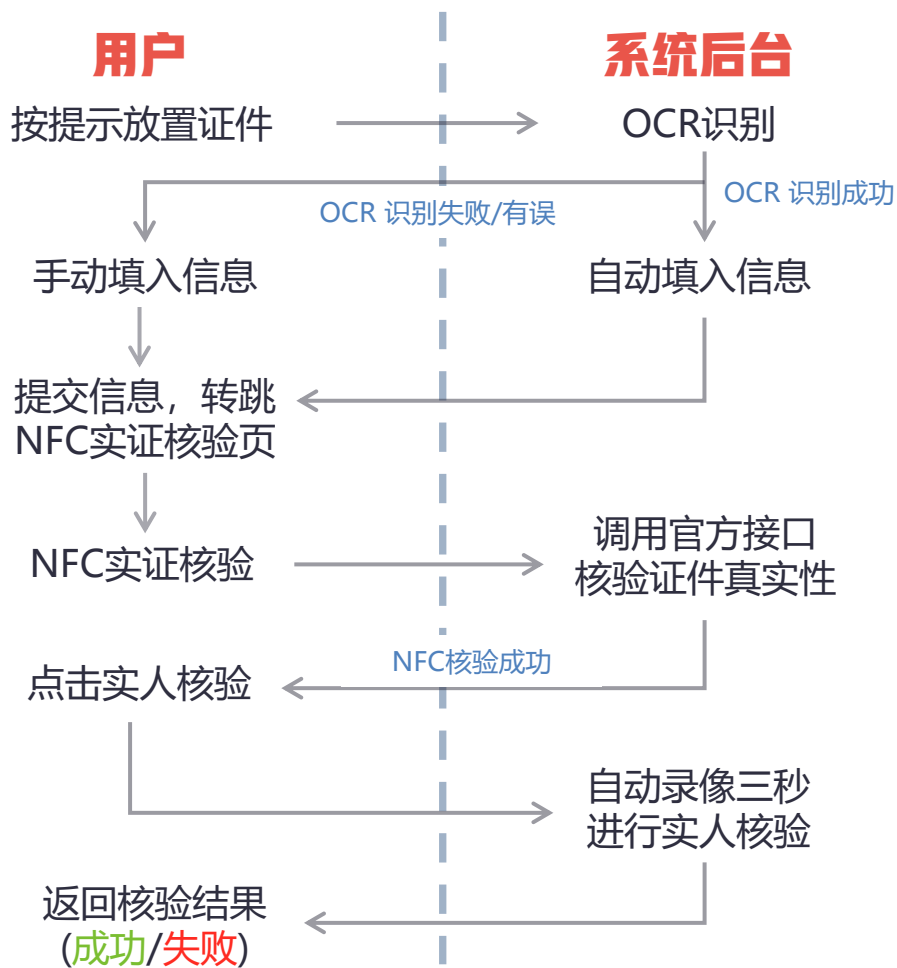 用户
系统后台
按提示放置证件
OCR识别
OCR 识别成功
OCR 识别失败/有误
手动填入信息
自动填入信息
提交信息，转跳
NFC实证核验页
NFC实证核验
调用官方接口
核验证件真实性
NFC核验成功
点击实人核验
自动录像三秒
进行实人核验
返回核验结果
(成功/失败)